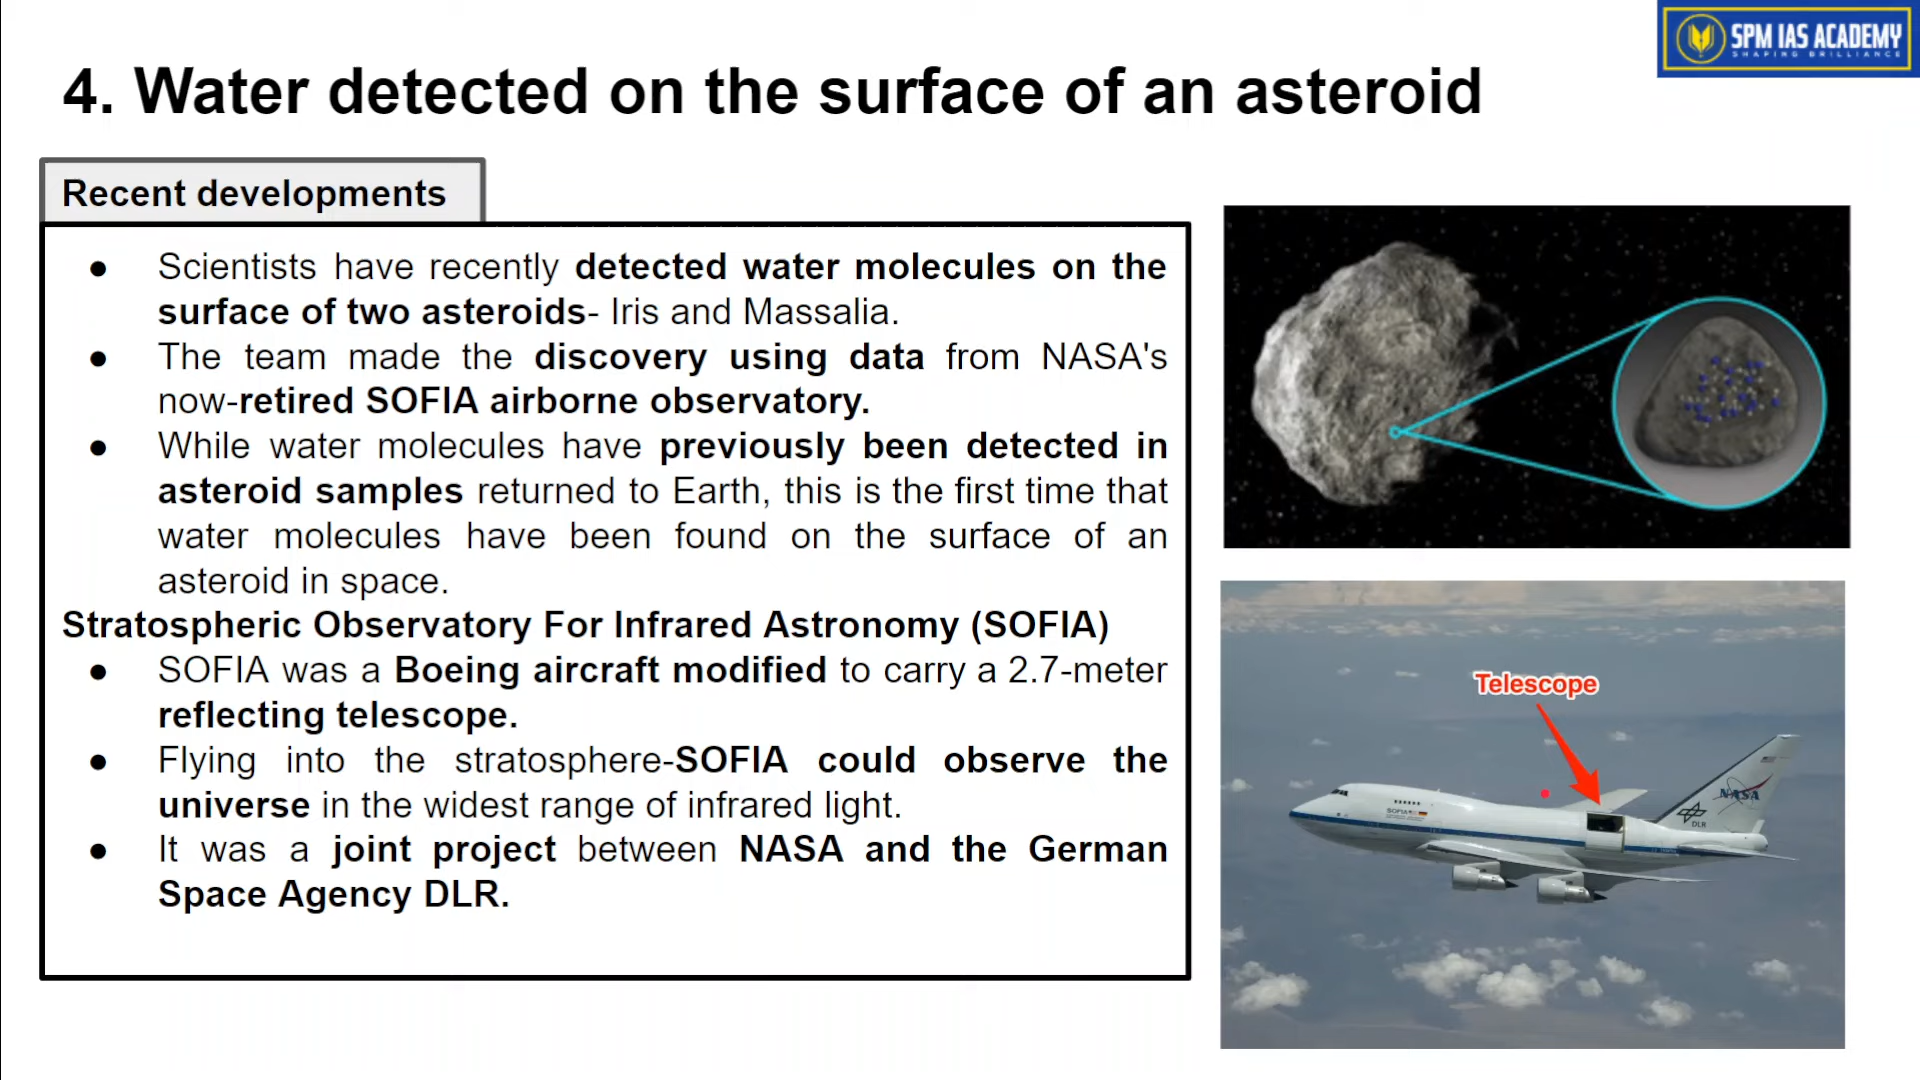 SPM IAS ACADEMY
SHAPING BRILLIANCE
4. Water detected on the surface of an asteroid
Recent developments
● Scientists have recently detected water molecules on the
surface of two asteroids- Iris and Massalia.
● The team made the discovery using data from NASA's
now-retired SOFIA airborne observatory.
● While water molecules have previously been detected in
asteroid samples returned to Earth, this is the first time that
water molecules have been found on the surface of an
asteroid in space.
Stratospheric Observatory For Infrared Astronomy (SOFIA)
● SOFIA was a Boeing aircraft modified to carry a 2.7-meter
reflecting telescope.
● Flying into the stratosphere-SOFIA could observe the
universe in the widest range of infrared light.
● It was a joint project between NASA and the German
Space Agency DLR.
Telescope
NASA
DLR
SOFIA